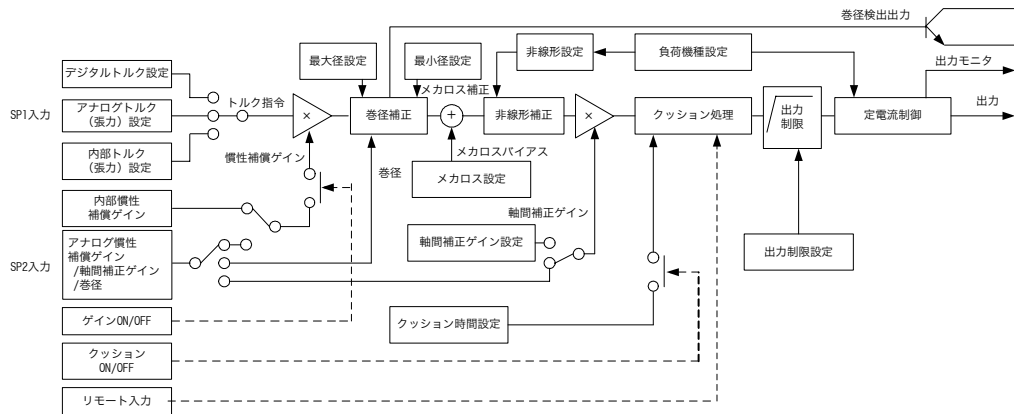 巻径検出出力
最大径設定
最小径設定
非線形設定
負荷機種設定
出力モニタ
デジタルトルク設定
トルク指令
メカロス補正
SP1入力
アナログトルク
（張力）設定
×
巻径補正
+
非線形補正
×
クッション処理
出力
制限
定電流制御
出力
内部トルク
（張力）設定
慣性補償ゲイン
巻径
メカロスバイアス
メカロス設定
内部慣性
補償ゲイン
軸間補正ゲイン
SP2入力
アナログ慣性
補償ゲイン
/軸間補正ゲイン
/巻径
軸間補正ゲイン設定
出力制限設定
ゲインON/OFF
クッション時間設定
クッション
ON/OFF
リモート入力